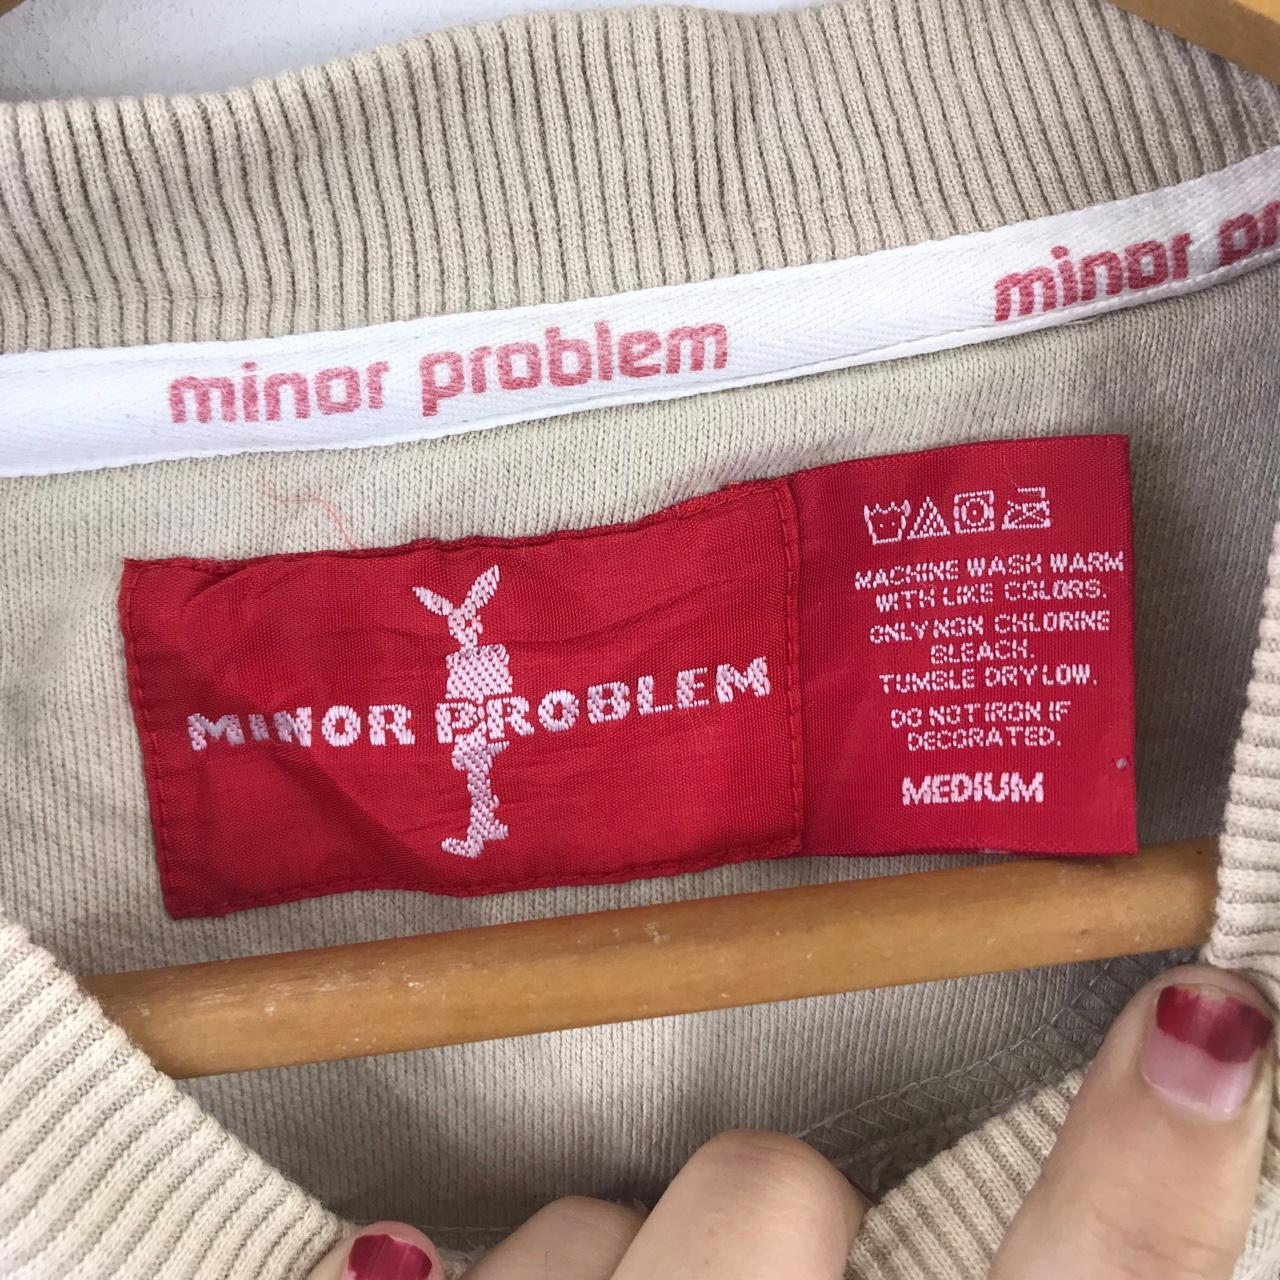 minor problem
minor pr
MINOR PROBLEM
MACHINE WASH WARM
WITH LIKE COLORS.
ONLY NON CHLORINE
BLEACH.
TUMBLE DRY LOW.
DO NOT IRON IF
DECORATED.
MEDIUM